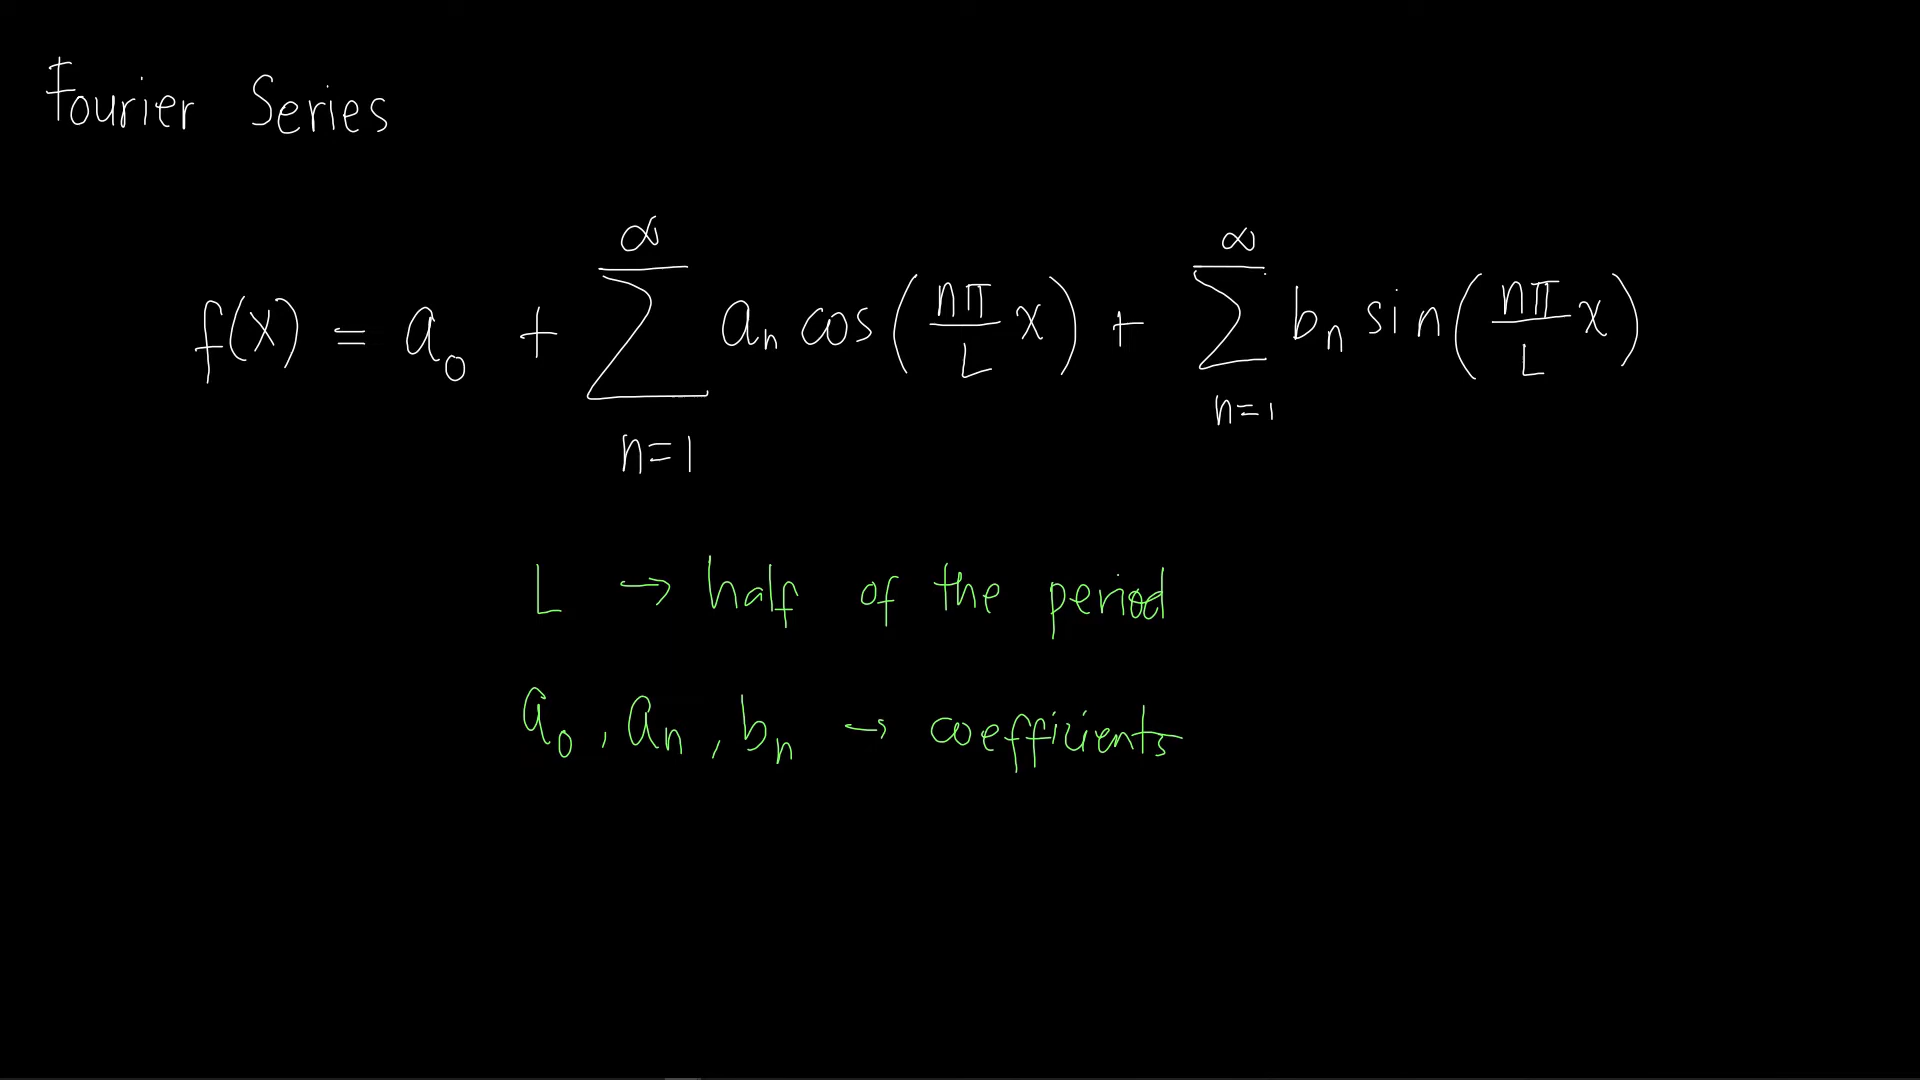 Fourier Series
f(x) = a₀ + ∞∑n=1 aₙ cos(nπ/L x) + ∞∑n=1 bₙ sin(nπ/L x)
L → half of the period
a₀, aₙ, bₙ → coefficients